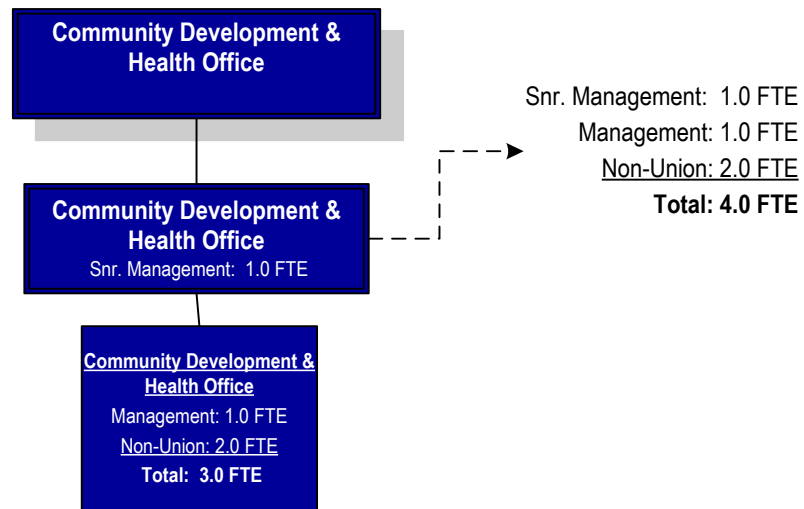 Community Development &
Health Office
Snr. Management: 1.0 FTE
Management: 1.0 FTE
Non-Union: 2.0 FTE
Total: 4.0 FTE
Community Development &
Health Office
Snr. Management: 1.0 FTE
Community Development &
Health Office
Management: 1.0 FTE
Non-Union: 2.0 FTE
Total: 3.0 FTE